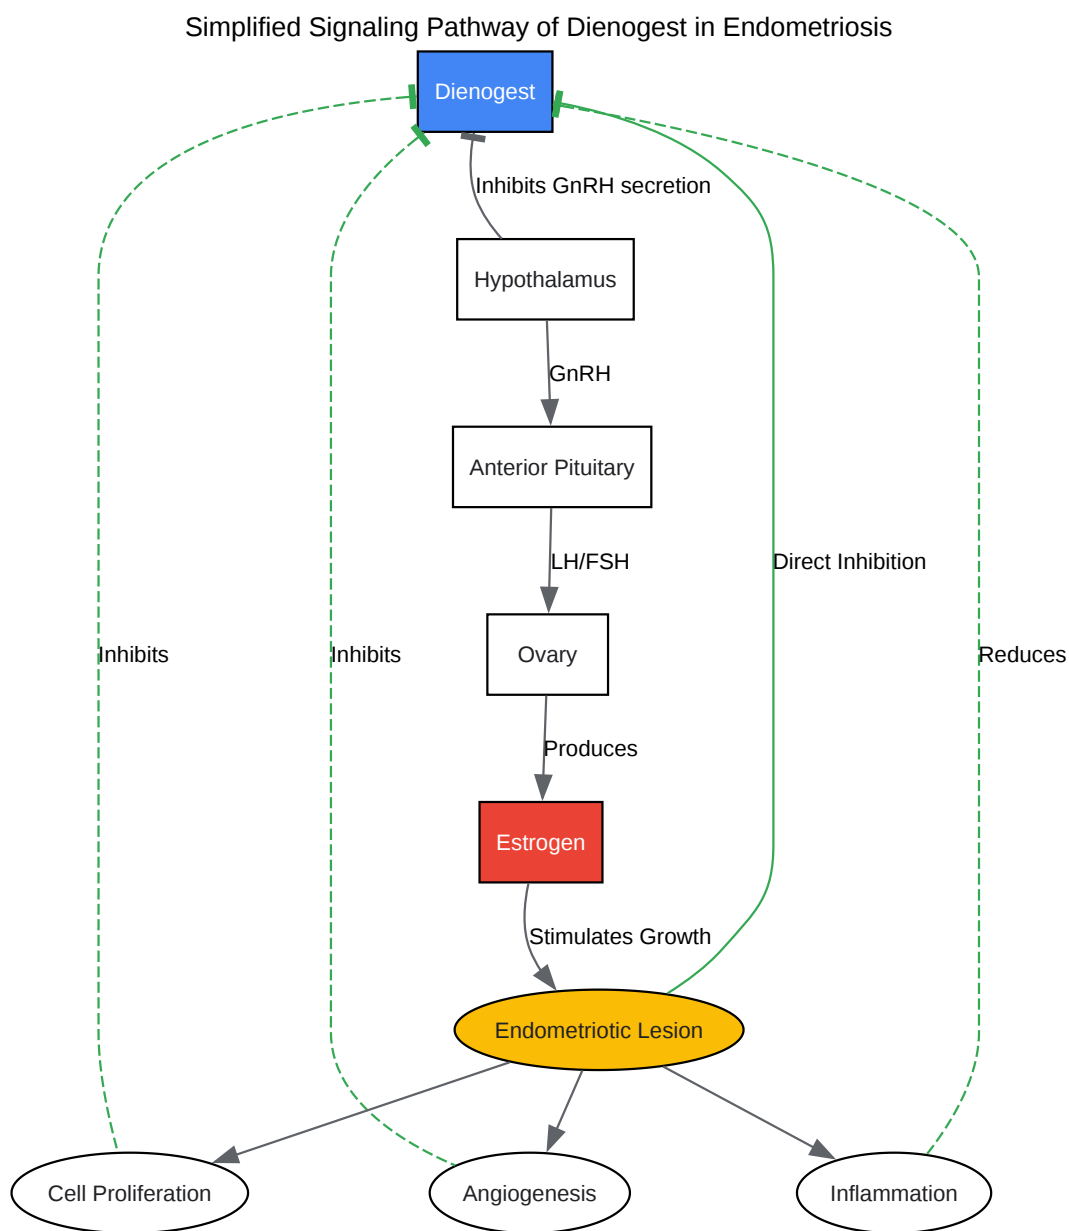 Simplified Signaling Pathway of Dienogest in Endometriosis
Dienogest
Inhibits GnRH secretion
Hypothalamus
GnRH
Anterior Pituitary
LH/FSH
Direct Inhibition
Inhibits
Inhibits
Ovary
Reduces
Produces
Estrogen
Stimulates Growth
Endometriotic Lesion
Cell Proliferation
Angiogenesis
Inflammation